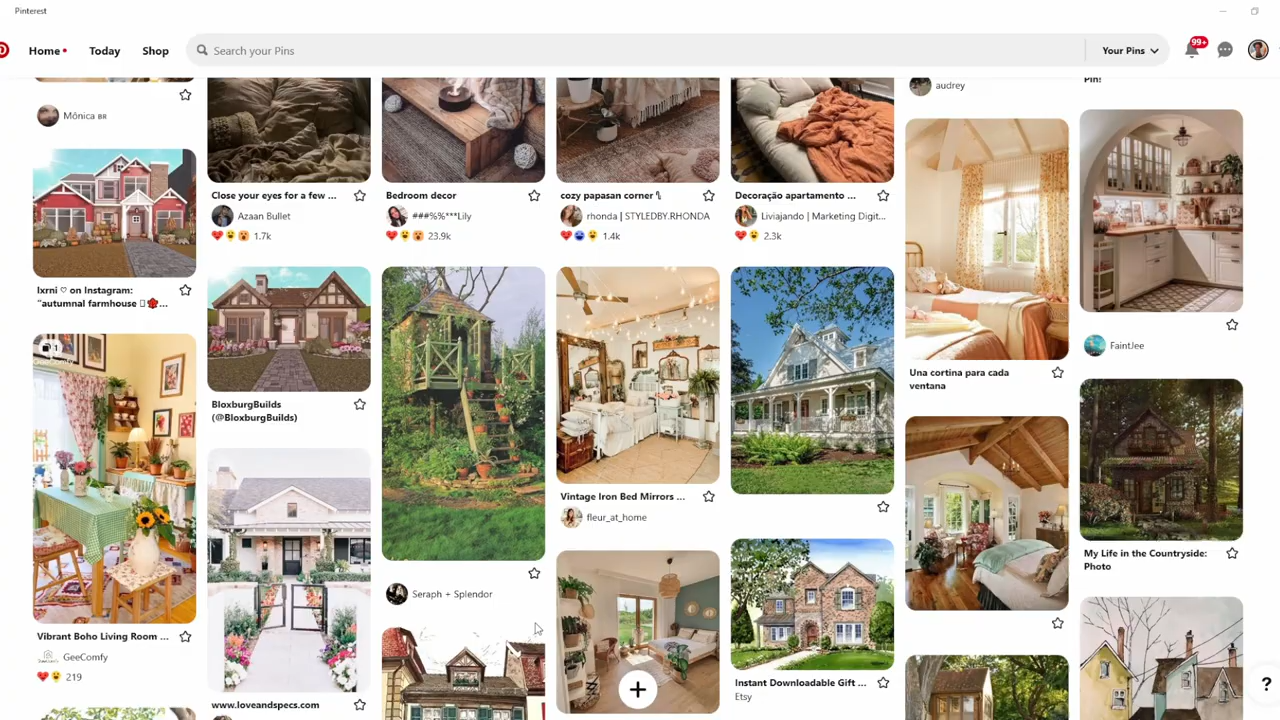 Pinterest
Home
Today
Shop
Search your Pins
Your Pins
99+
Mônica BR
lxrni ♡ on Instagram:
"autumnal farmhouse
1
Vibrant Boho Living Room ...
GeeComfy
219
Close your eyes for a few ...
Azaan Bullet
1.7k
BloxburgBuilds
(@BloxburgBuilds)
www.loveandspecs.com
Bedroom decor
###%%***Lily
23.9k
Seraph + Splendor
cozy papasan corner
rhonda | STYLEDBY.RHONDA
1.4k
Vintage Iron Bed Mirrors ...
fleur_at_home
Decoração apartamento ...
Liviajando | Marketing Digit...
2.3k
Instant Downloadable Gift ...
Etsy
audrey
Una cortina para cada
ventana
Pin!
FaintJee
My Life in the Countryside:
Photo
?